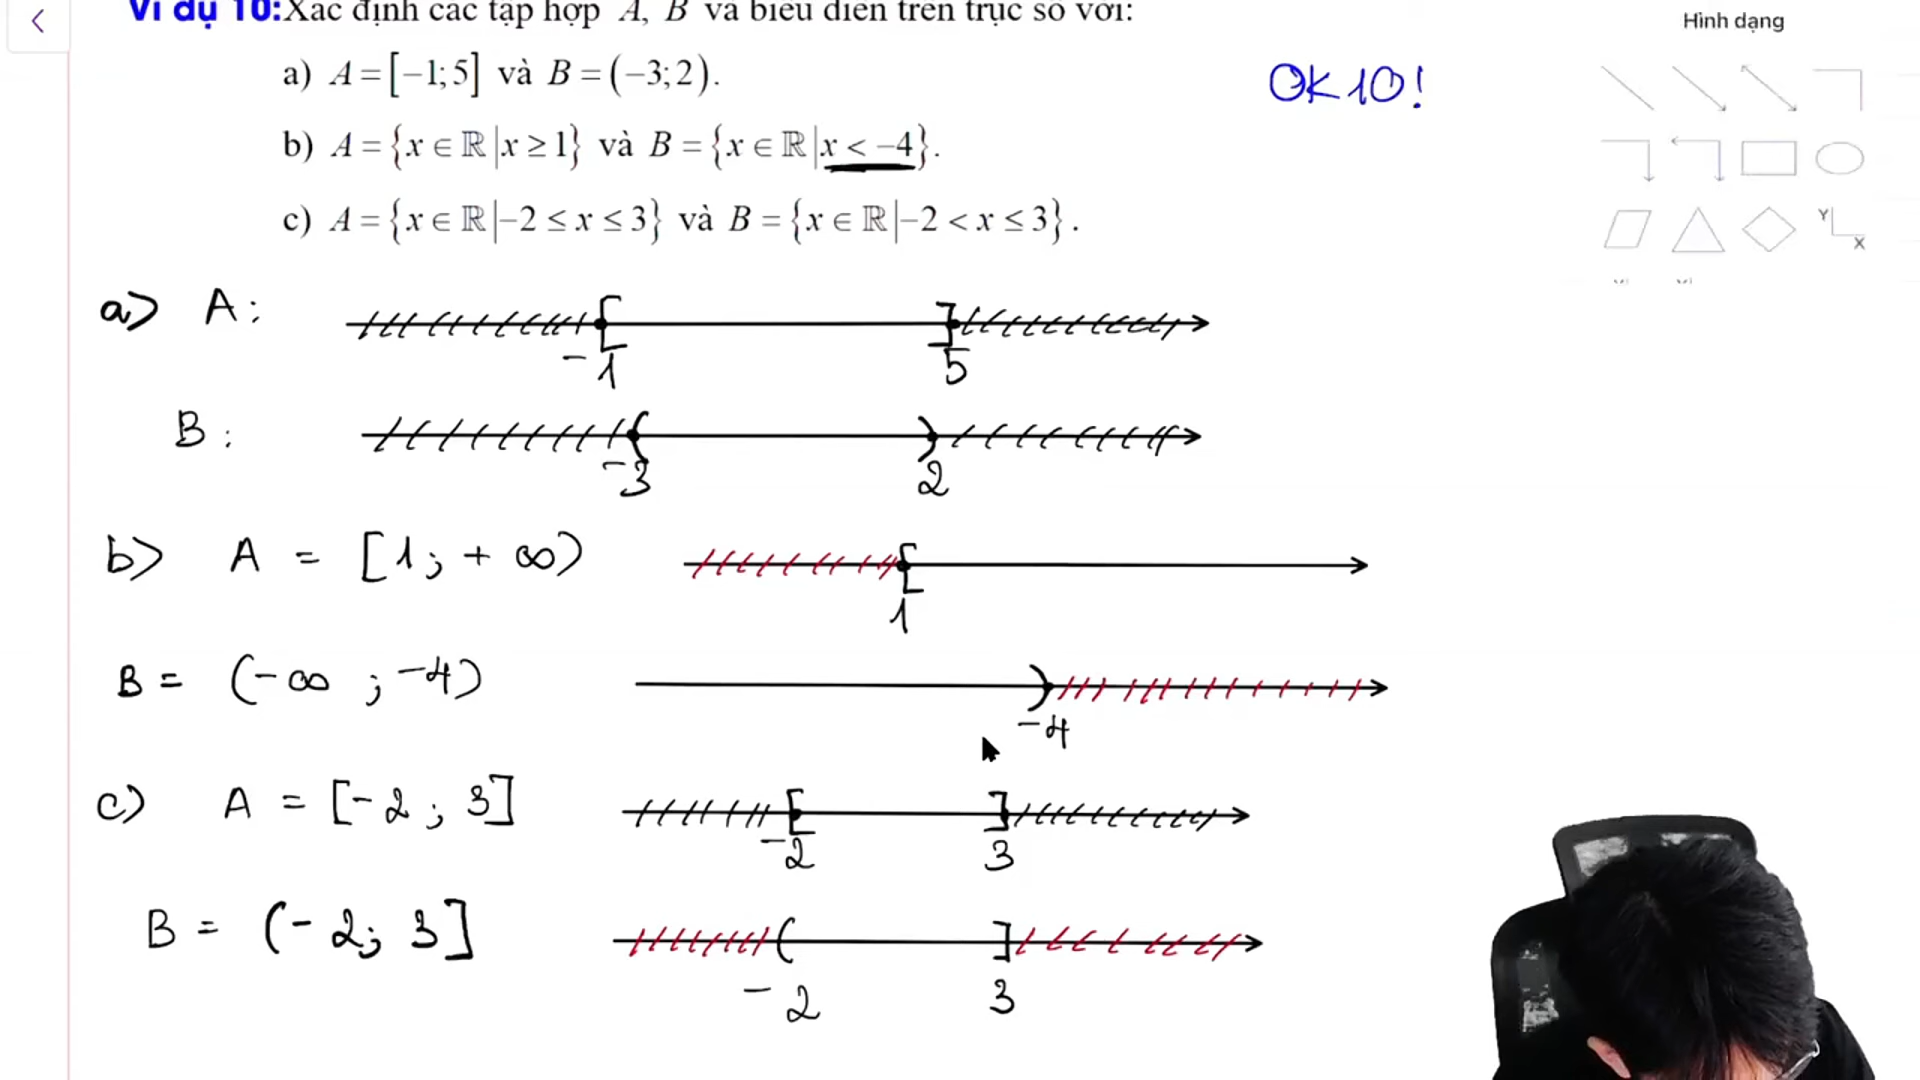 Ví dụ 10: Xác định các tập hợp A, B và biểu diễn trên trục số với:
Hình dạng
a) A = [−1; 5] và B = (−3; 2).
OK 10!
b) A = {x ∈ ℝ | x ≥ 1} và B = {x ∈ ℝ | x < −4}.
c) A = {x ∈ ℝ | −2 ≤ x ≤ 3} và B = {x ∈ ℝ | −2 < x ≤ 3}.
Y
X
a) A:
[ ]
-1 5
B:
( )
-3 2
b) A = [1; +∞) [
1
B = (-∞; -4) )
-4
c) A = [-2; 3] [ ]
-2 3
B = (-2; 3] ( ]
-2 3